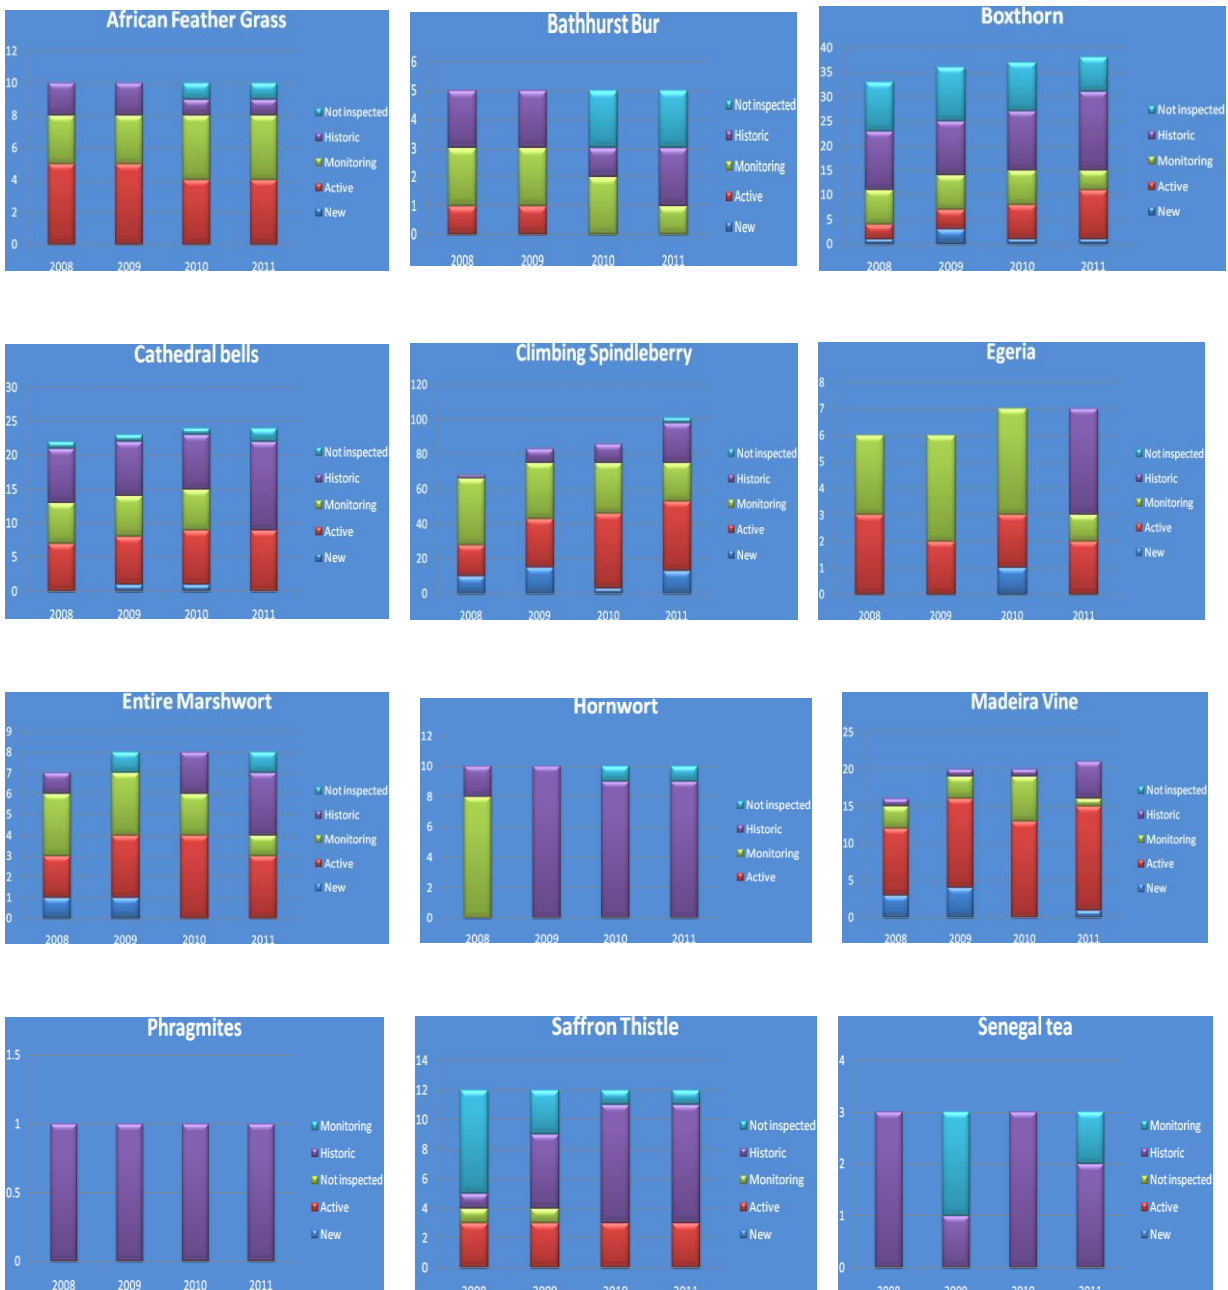 African Feather Grass
12
10
8
6
4
2
0
2008 2009 2010 2011
Not inspected
Historic
Monitoring
Active
New
Bathhurst Bur
6
5
4
3
2
1
0
2008 2009 2010 2011
Not inspected
Historic
Monitoring
Active
New
Boxthorn
40
35
30
25
20
15
10
5
0
2008 2009 2010 2011
Not inspected
Historic
Monitoring
Active
New
Cathedral bells
30
25
20
15
10
5
0
2008 2009 2010 2011
Not inspected
Historic
Monitoring
Active
New
Climbing Spindleberry
120
100
80
60
40
20
0
2008 2009 2010 2011
Not inspected
Historic
Monitoring
Active
New
Egeria
8
7
6
5
4
3
2
1
0
2008 2009 2010 2011
Not inspected
Historic
Monitoring
Active
New
Entire Marshwort
9
8
7
6
5
4
3
2
1
0
2008 2009 2010 2011
Not inspected
Historic
Monitoring
Active
New
Hornwort
12
10
8
6
4
2
0
2008 2009 2010 2011
Not inspected
Historic
Monitoring
Active
Madeira Vine
25
20
15
10
5
0
2008 2009 2010 2011
Not inspected
Historic
Monitoring
Active
New
Phragmites
1.5
1
0.5
0
2008 2009 2010 2011
Monitoring
Historic
Not inspected
Active
New
Saffron Thistle
14
12
10
8
6
4
2
0
2008 2009 2010 2011
Not inspected
Historic
Monitoring
Active
New
Senegal tea
4
3
2
1
0
2008 2009 2010 2011
Monitoring
Historic
Not inspected
Active
New